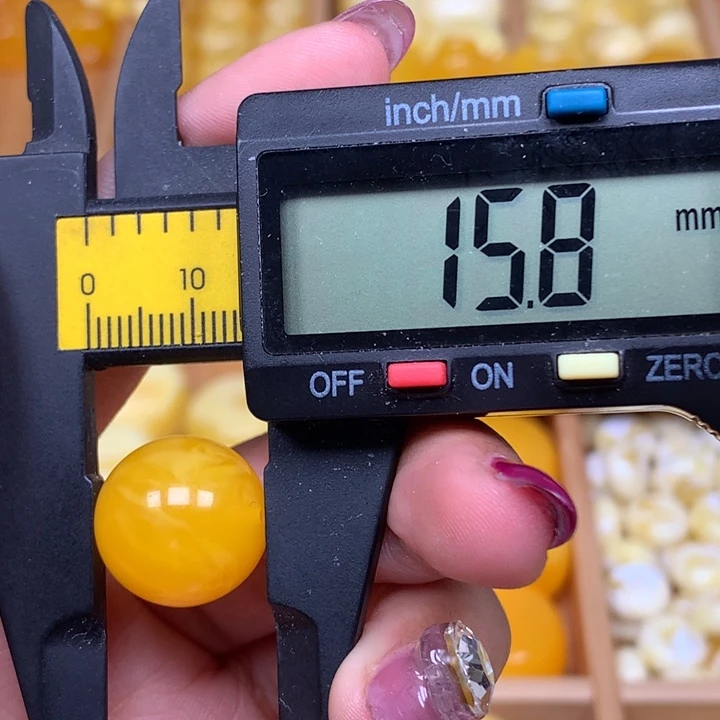 inch/mm
15.8 mm
0 10
OFF ON ZERO